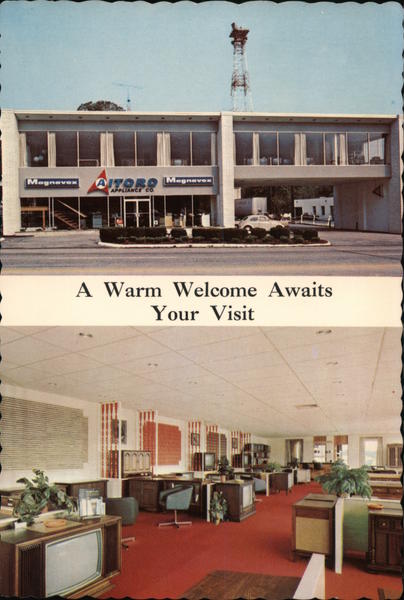 Magnavox AITORO Magnavox
APPLIANCE CO.
A Warm Welcome Awaits
Your Visit